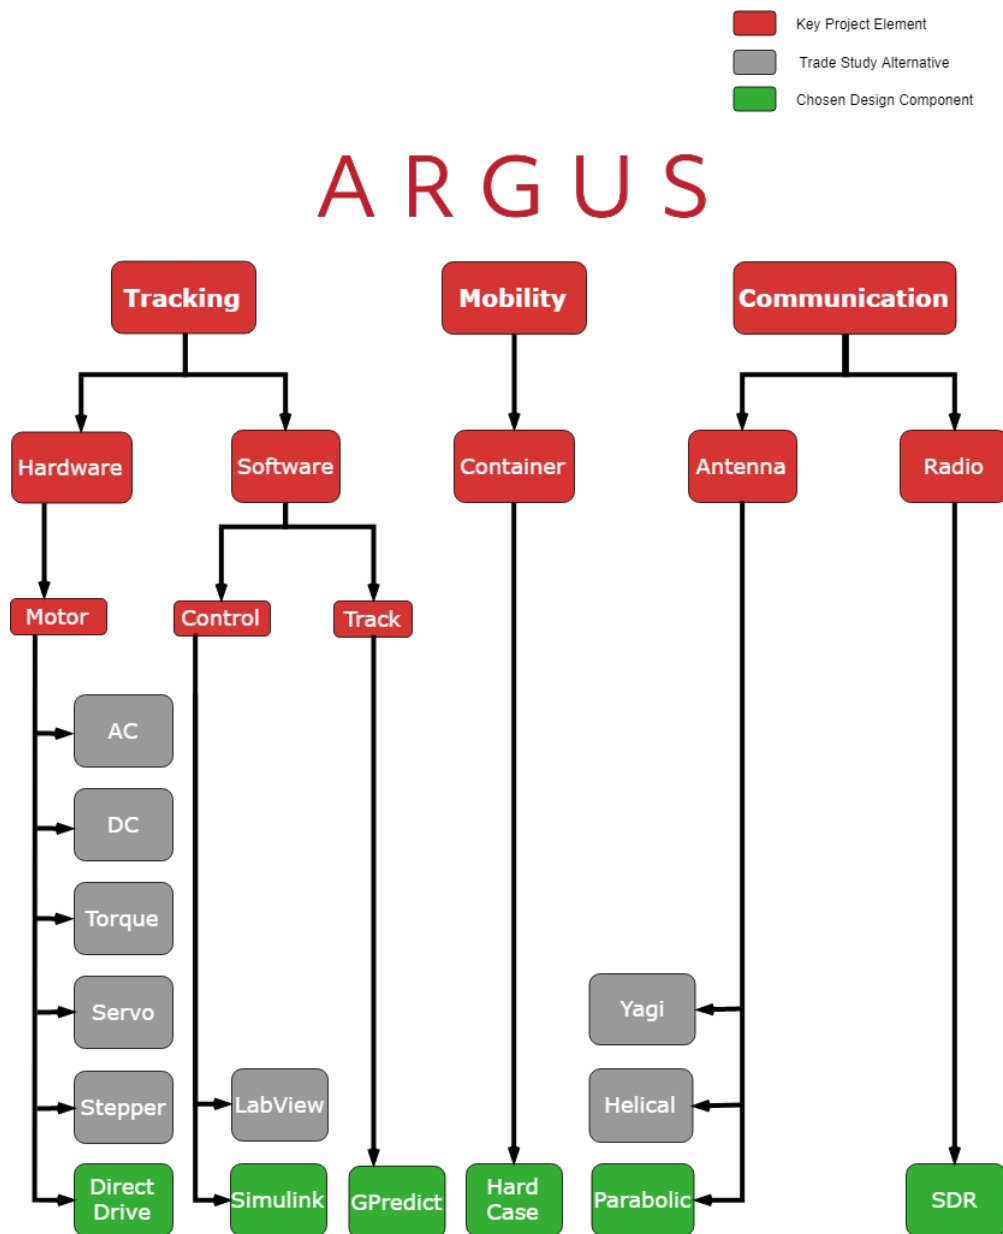 Key Project Element
Trade Study Alternative
Chosen Design Component
ARGUS
Tracking
Mobility
Communication
Hardware
Software
Container
Antenna
Radio
Motor
Control
Track
AC
DC
Torque
Servo
Yagi
Stepper
LabView
Helical
Direct
Drive
Simulink
GPredict
Hard
Case
Parabolic
SDR